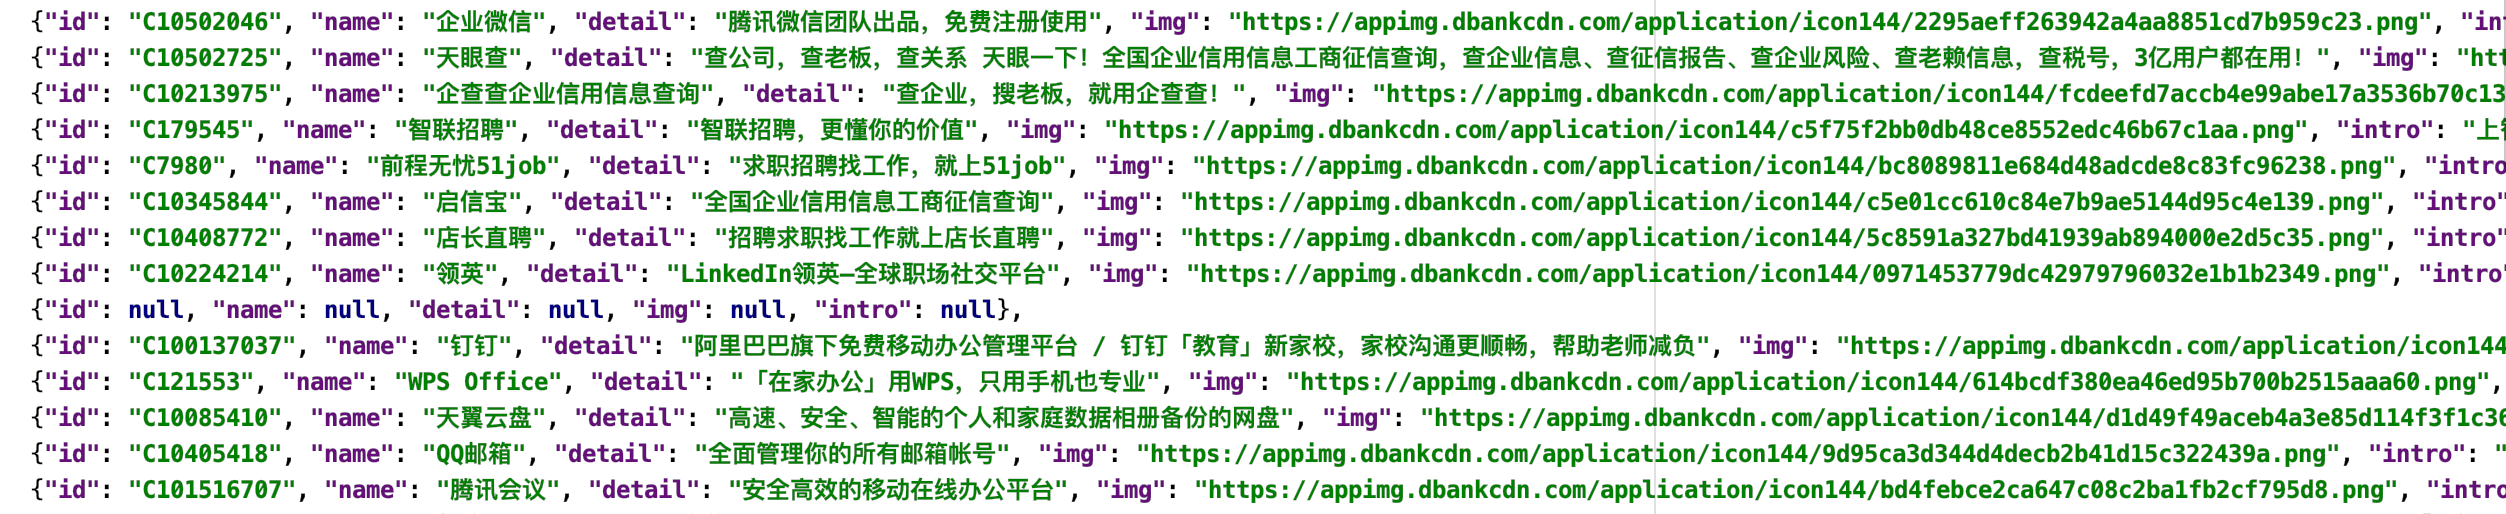 {"id": "C10502046", "name": "企业微信", "detail": "腾讯微信团队出品，免费注册使用", "img": "https://appimg.dbankcdn.com/application/icon144/2295aeff263942a4aa8851cd7b959c23.png", "int
{"id": "C10502725", "name": "天眼查", "detail": "查公司，查老板，查关系 天眼一下！全国企业信用信息工商征信查询，查企业信息、查征信报告、查企业风险、查老赖信息，查税号，3亿用户都在用！", "img": "htt
{"id": "C10213975", "name": "企查查企业信用信息查询", "detail": "查企业，搜老板，就用企查查！", "img": "https://appimg.dbankcdn.com/application/icon144/fcdeefd7accb4e99abe17a3536b70c13
{"id": "C179545", "name": "智联招聘", "detail": "智联招聘，更懂你的价值", "img": "https://appimg.dbankcdn.com/application/icon144/c5f75f2bb0db48ce8552edc46b67c1aa.png", "intro": "上
{"id": "C7980", "name": "前程无忧51job", "detail": "求职招聘找工作，就上51job", "img": "https://appimg.dbankcdn.com/application/icon144/bc8089811e684d48adcde8c83fc96238.png", "intro
{"id": "C10345844", "name": "启信宝", "detail": "全国企业信用信息工商征信查询", "img": "https://appimg.dbankcdn.com/application/icon144/c5e01cc610c84e7b9ae5144d95c4e139.png", "intro"
{"id": "C10408772", "name": "店长直聘", "detail": "招聘求职找工作就上店长直聘", "img": "https://appimg.dbankcdn.com/application/icon144/5c8591a327bd41939ab894000e2d5c35.png", "intro"
{"id": "C10224214", "name": "领英", "detail": "LinkedIn领英—全球职场社交平台", "img": "https://appimg.dbankcdn.com/application/icon144/0971453779dc42979796032e1b1b2349.png", "intro"
{"id": null, "name": null, "detail": null, "img": null, "intro": null},
{"id": "C100137037", "name": "钉钉", "detail": "阿里巴巴旗下免费移动办公管理平台 / 钉钉「教育」新家校，家校沟通更顺畅，帮助老师减负", "img": "https://appimg.dbankcdn.com/application/icon144
{"id": "C121553", "name": "WPS Office", "detail": "「在家办公」用WPS，只用手机也专业", "img": "https://appimg.dbankcdn.com/application/icon144/614bcdf380ea46ed95b700b2515aaa60.png",
{"id": "C10085410", "name": "天翼云盘", "detail": "高速、安全、智能的个人和家庭数据相册备份的网盘", "img": "https://appimg.dbankcdn.com/application/icon144/d1d49f49aceb4a3e85d114f3f1c36
{"id": "C10405418", "name": "QQ邮箱", "detail": "全面管理你的所有邮箱帐号", "img": "https://appimg.dbankcdn.com/application/icon144/9d95ca3d344d4decb2b41d15c322439a.png", "intro": "
{"id": "C101516707", "name": "腾讯会议", "detail": "安全高效的移动在线办公平台", "img": "https://appimg.dbankcdn.com/application/icon144/bd4febce2ca647c08c2ba1fb2cf795d8.png", "intro